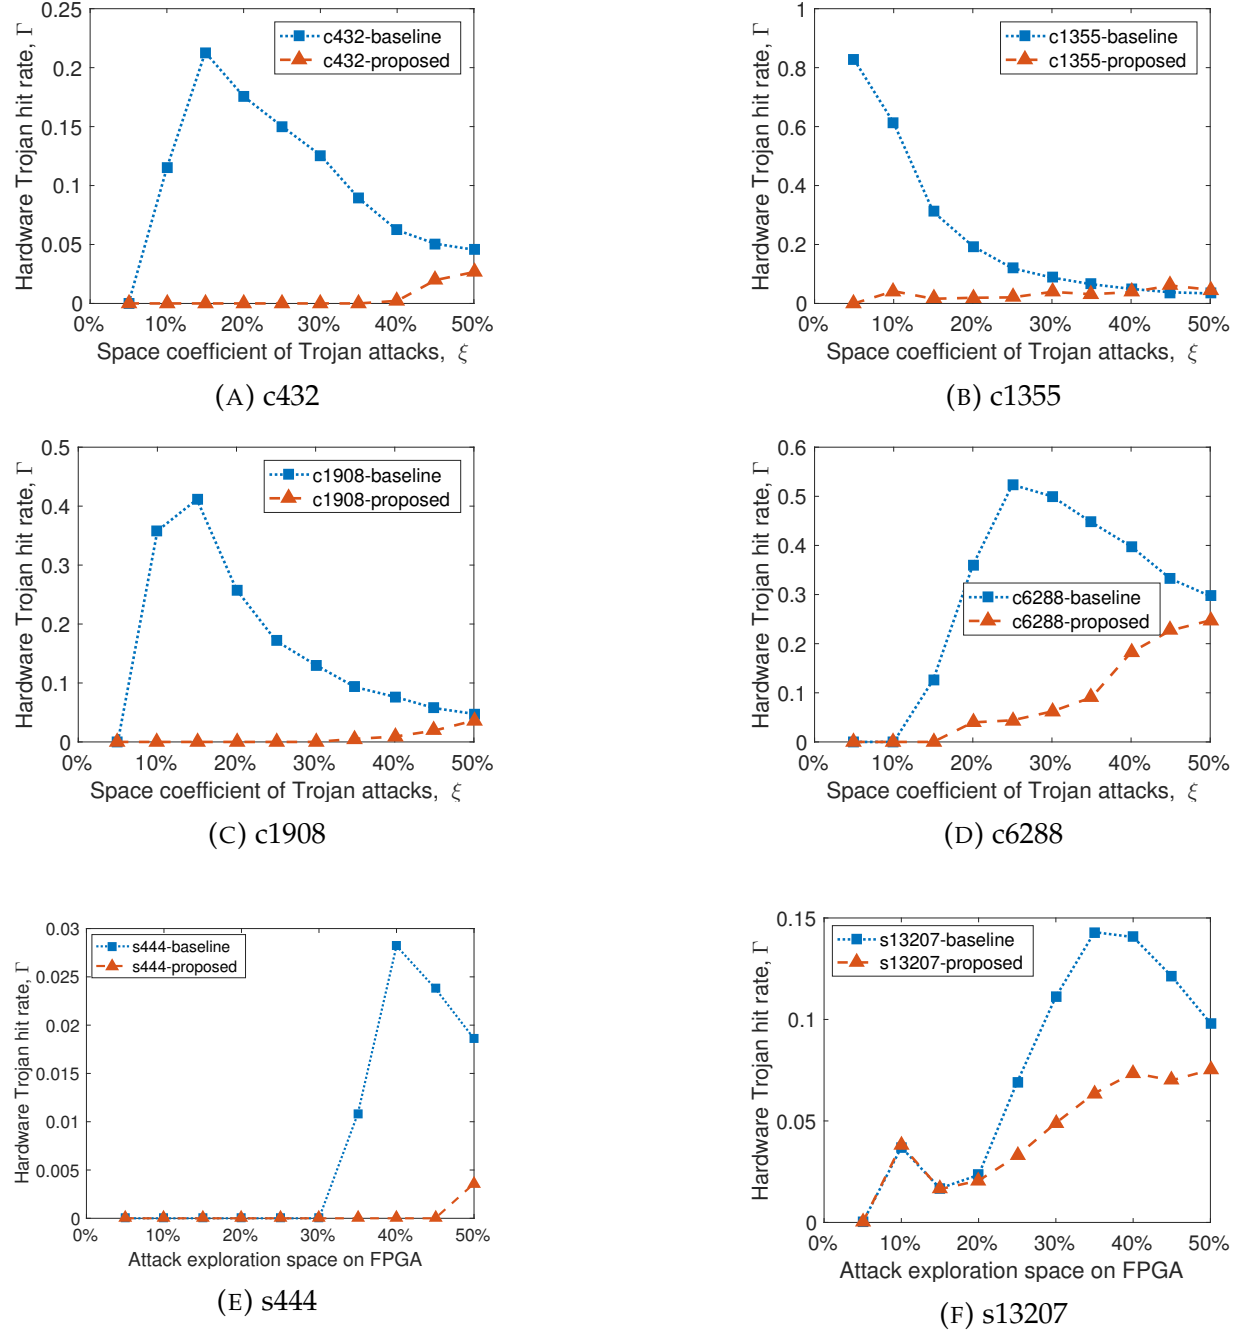 0.25
0.2
0.15
0.1
0.05
0
Hardware Trojan hit rate, Γ
c432-baseline
c432-proposed
0% 10% 20% 30% 40% 50%
Space coefficient of Trojan attacks, ξ
(A) c432
1
0.8
0.6
0.4
0.2
0
Hardware Trojan hit rate, Γ
c1355-baseline
c1355-proposed
0% 10% 20% 30% 40% 50%
Space coefficient of Trojan attacks, ξ
(B) c1355
0.5
0.4
0.3
0.2
0.1
0
Hardware Trojan hit rate, Γ
c1908-baseline
c1908-proposed
0% 10% 20% 30% 40% 50%
Space coefficient of Trojan attacks, ξ
(C) c1908
0.6
0.5
0.4
0.3
0.2
0.1
0
Hardware Trojan hit rate, Γ
c6288-baseline
c6288-proposed
0% 10% 20% 30% 40% 50%
Space coefficient of Trojan attacks, ξ
(D) c6288
0.03
0.025
0.02
0.015
0.01
0.005
0
Hardware Trojan hit rate, Γ
s444-baseline
s444-proposed
0% 10% 20% 30% 40% 50%
Attack exploration space on FPGA
(E) s444
0.15
0.1
0.05
0
Hardware Trojan hit rate, Γ
s13207-baseline
s13207-proposed
0% 10% 20% 30% 40% 50%
Attack exploration space on FPGA
(F) s13207